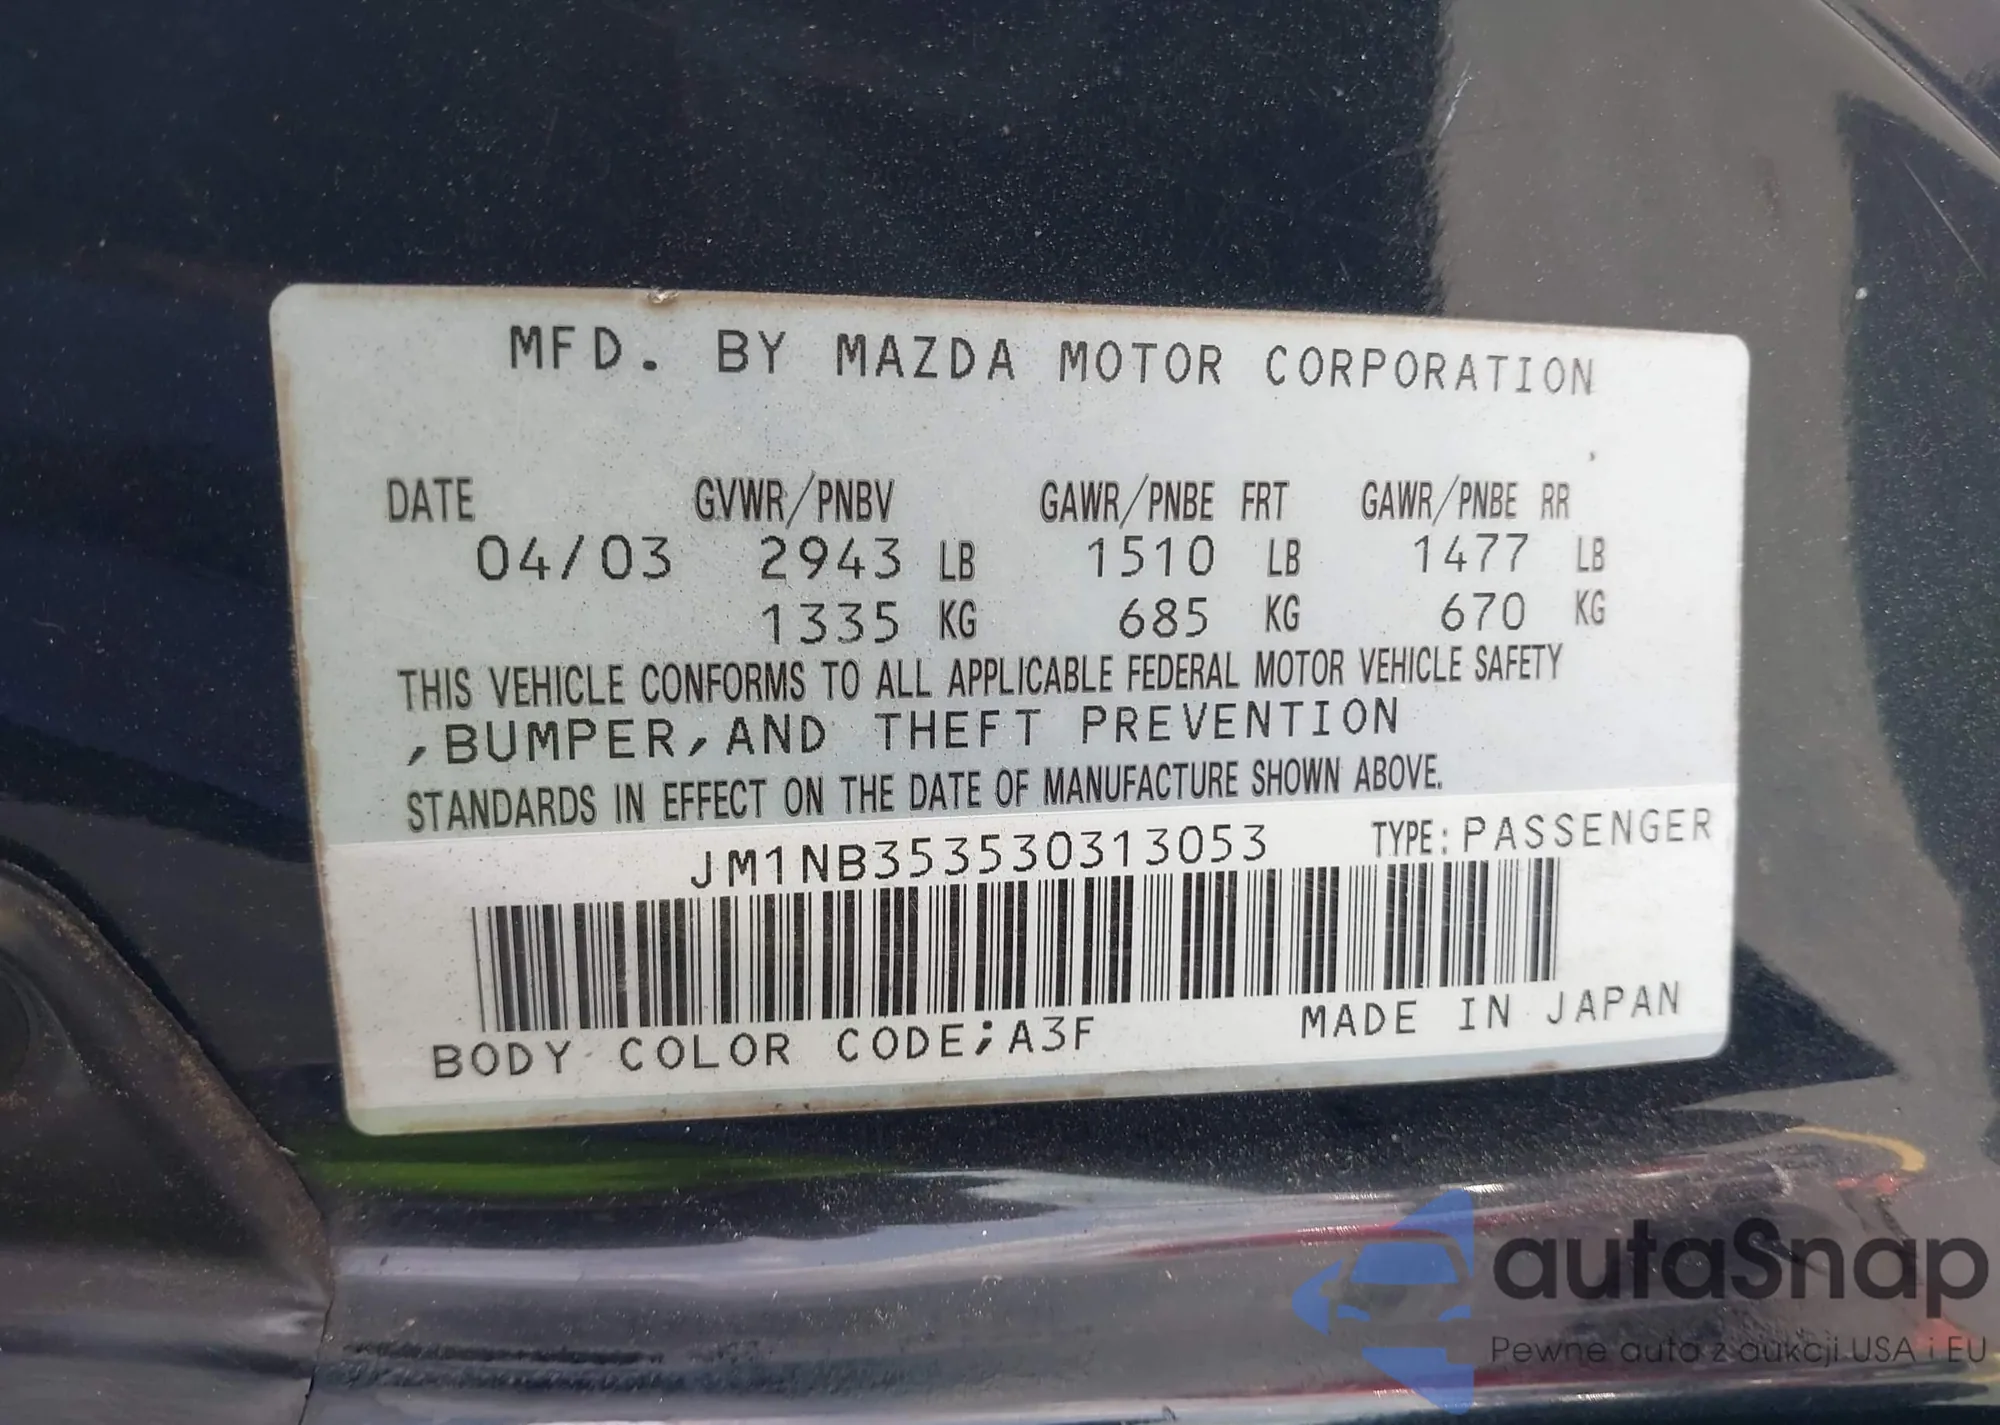 MFD. BY MAZDA MOTOR CORPORATION
DATE GVWR/PNBV GAWR/PNBE FRT GAWR/PNBE RR
04/03 2943 LB 1510 LB 1477 LB
1335 KG 685 KG 670 KG
THIS VEHICLE CONFORMS TO ALL APPLICABLE FEDERAL MOTOR VEHICLE SAFETY
,BUMPER,AND THEFT PREVENTION
STANDARDS IN EFFECT ON THE DATE OF MANUFACTURE SHOWN ABOVE.
JM1NB353530313053 TYPE:PASSENGER
BODY COLOR CODE;A3F MADE IN JAPAN
autaSnap
Pewne auta z aukcji USA i EU